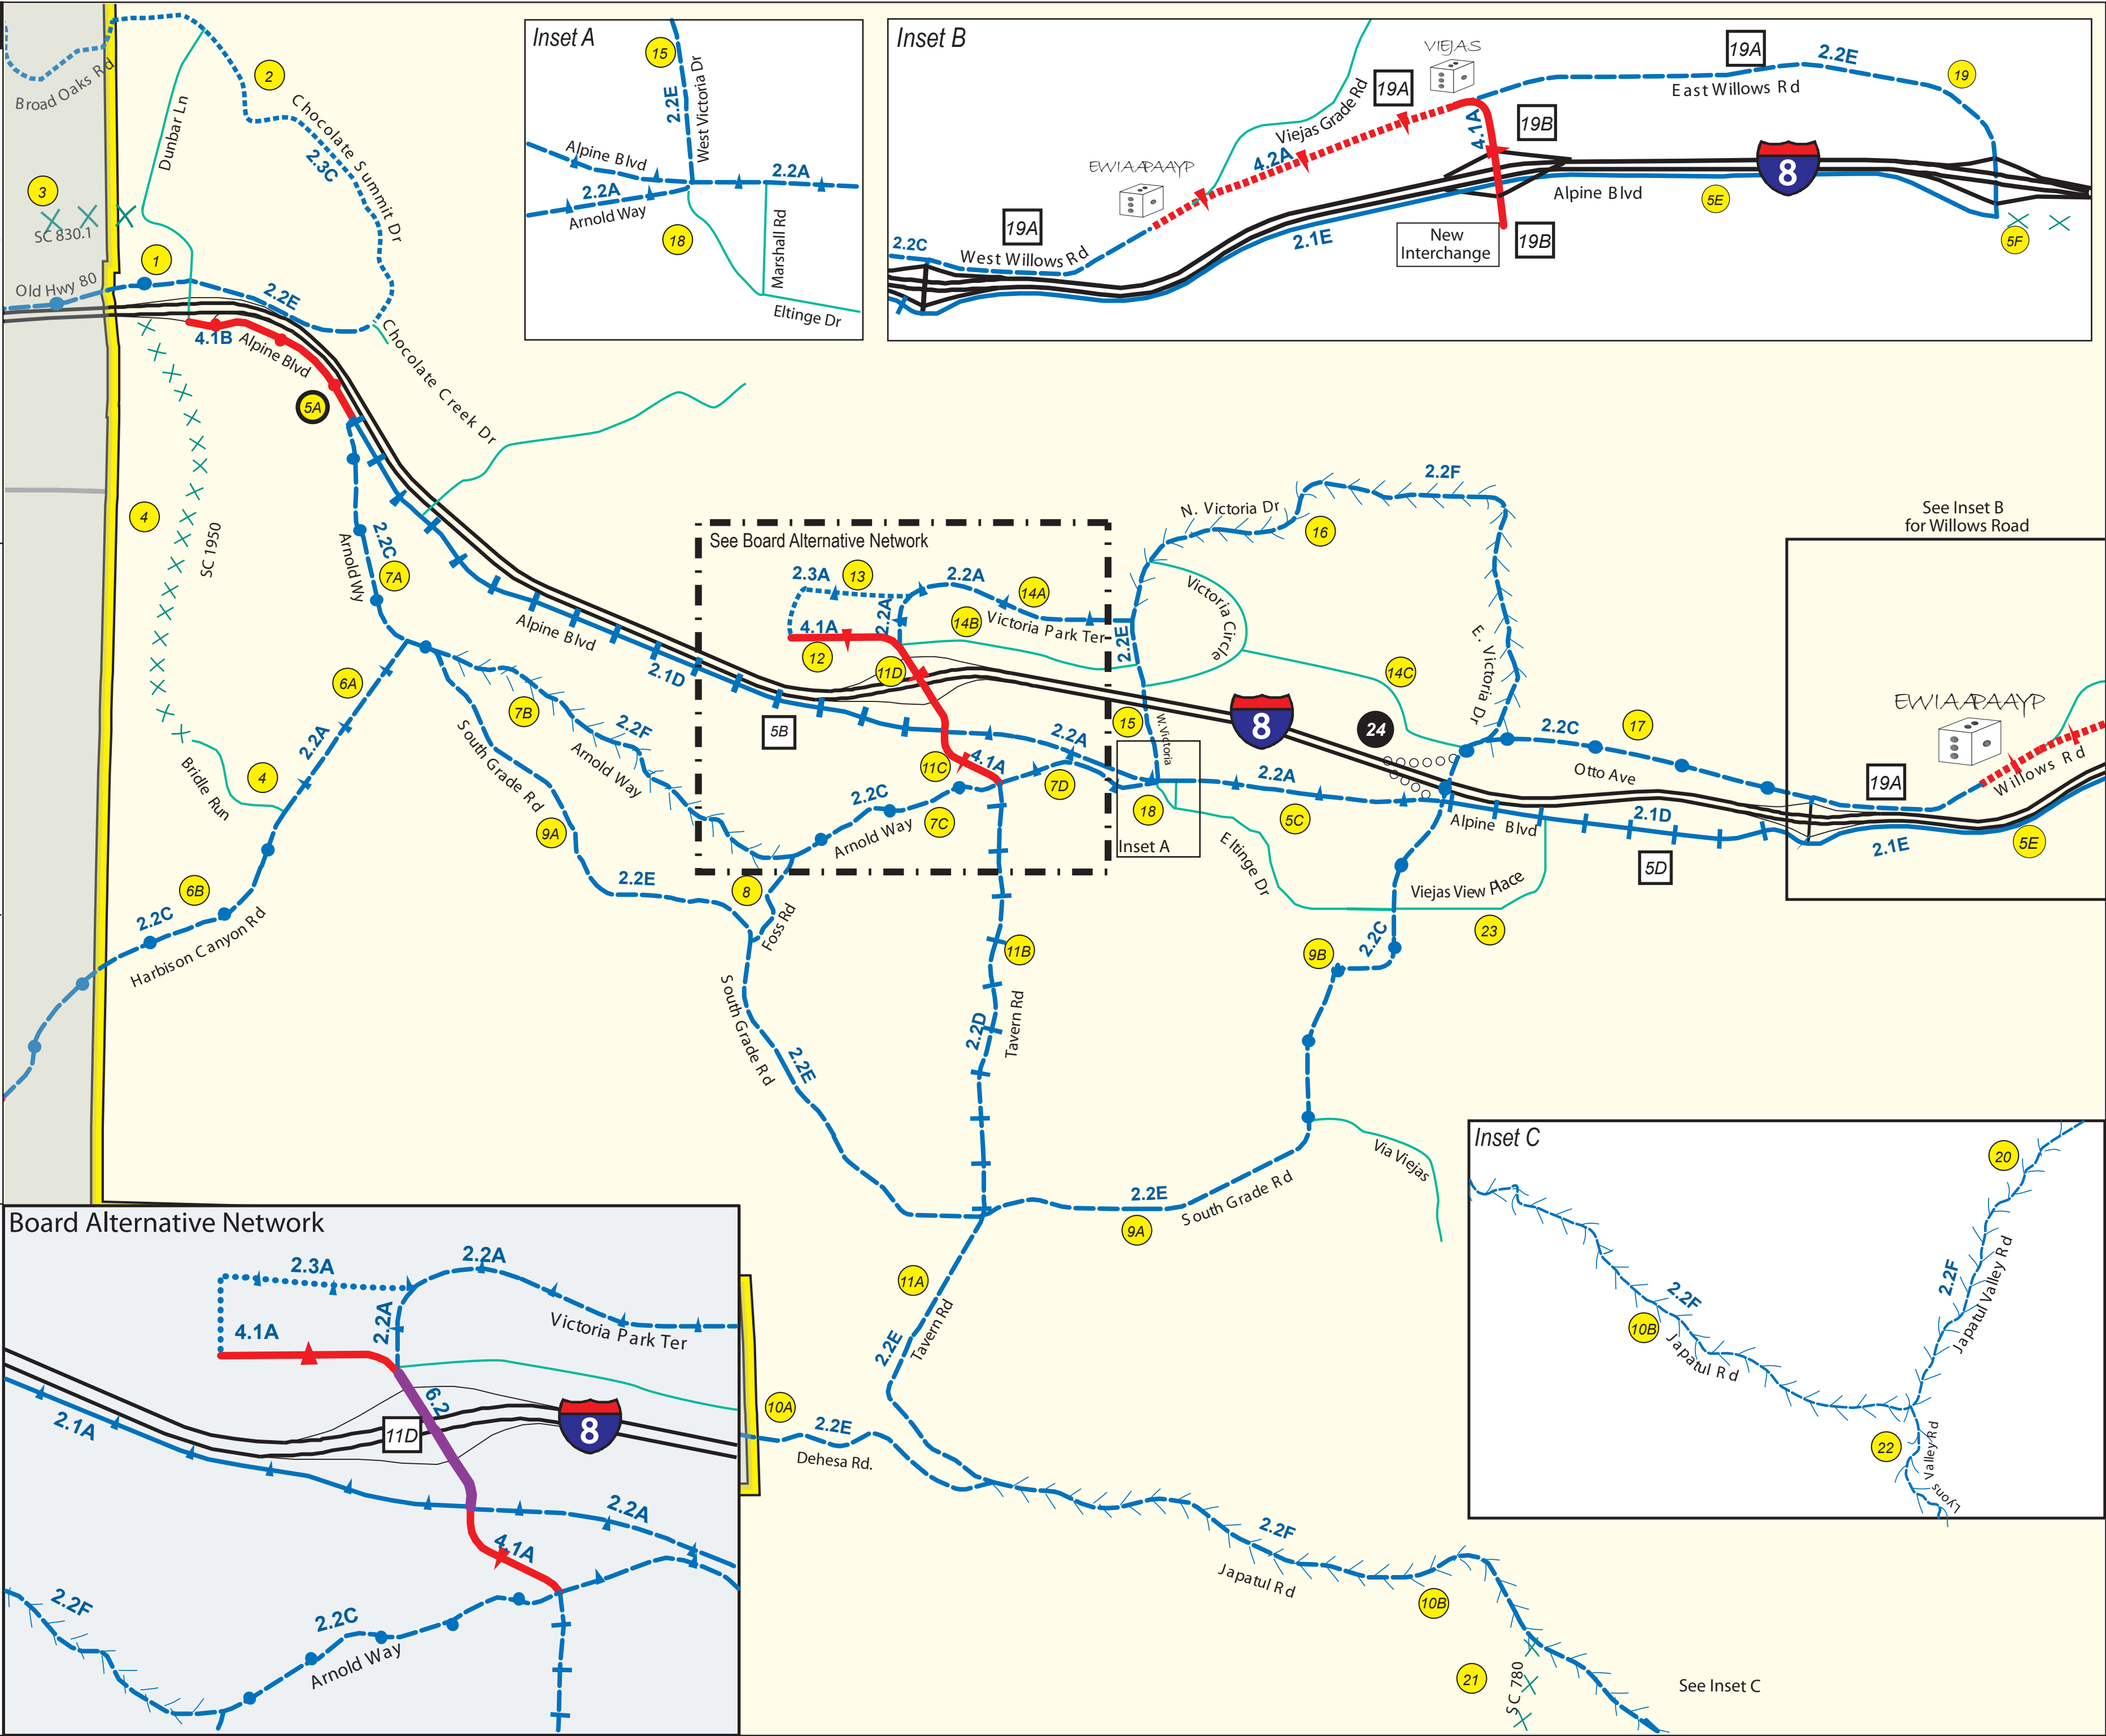 Inset A
15
2.2E
West Victoria Dr
Alpine Blvd
2.2A
2.2A
Arnold Way
18
Marshall Rd
Eltinge Dr
Inset B
VIEJAS
19A
2.2E
19
East Willows Rd
19A
Viejas Grade Rd
4.1A
19B
4.2A
EWIAAPAAYP
8
Alpine Blvd
5E
5F
19A
2.2C
West Willows Rd
2.1E
New
Interchange
19B
Broad Oaks Rd
Dunbar Ln
2
Chocolate Summit Dr
2.3C
3
SC 830.1
1
Old Hwy 80
2.2E
4.1B
Alpine Blvd
Chocolate Creek Dr
5A
4
SC 1950
Arnold Wy
2.2C
7A
Alpine Blvd
2.1D
6A
2.2A
7B
2.2F
Arnold Way
South Grade Rd
9A
4
Bridle Run
6B
2.2C
Harbison Canyon Rd
2.2E
See Board Alternative Network
2.3A
13
2.2A
14A
2.2A
4.1A
14B
Victoria Park Ter
12
11D
5B
2.2A
11C
4.1A
7D
2.2C
7C
Arnold Way
8
Foss Rd
N. Victoria Dr
2.2F
16
Victoria Circle
2.2E
E. Victoria Dr
14C
15
W.Victoria
8
24
2.2C
17
Otto Ave
18
Inset A
2.2A
5C
Alpine Blvd
2.1D
5D
Eltinge Dr
Viejas View Place
23
2.2C
9B
See Inset B
for Willows Road
EWIAAPAAYP
19A
Willows Rd
2.1E
5E
11B
Tavern Rd
2.2D
South Grade Rd
2.2E
2.2E
9A
South Grade Rd
Via Viejas
11A
2.2E
Tavern Rd
10A
2.2E
Dehesa Rd.
2.2F
Japatul Rd
10B
21
SC 780
See Inset C
Inset C
20
2.2F
Japatul Valley Rd
2.2F
10B
Japatul Rd
22
Lyons
Valley Rd
Board Alternative Network
2.3A
2.2A
2.2A
4.1A
Victoria Park Ter
6.2
11D
8
2.1A
2.2A
4.1A
2.2F
2.2C
Arnold Way